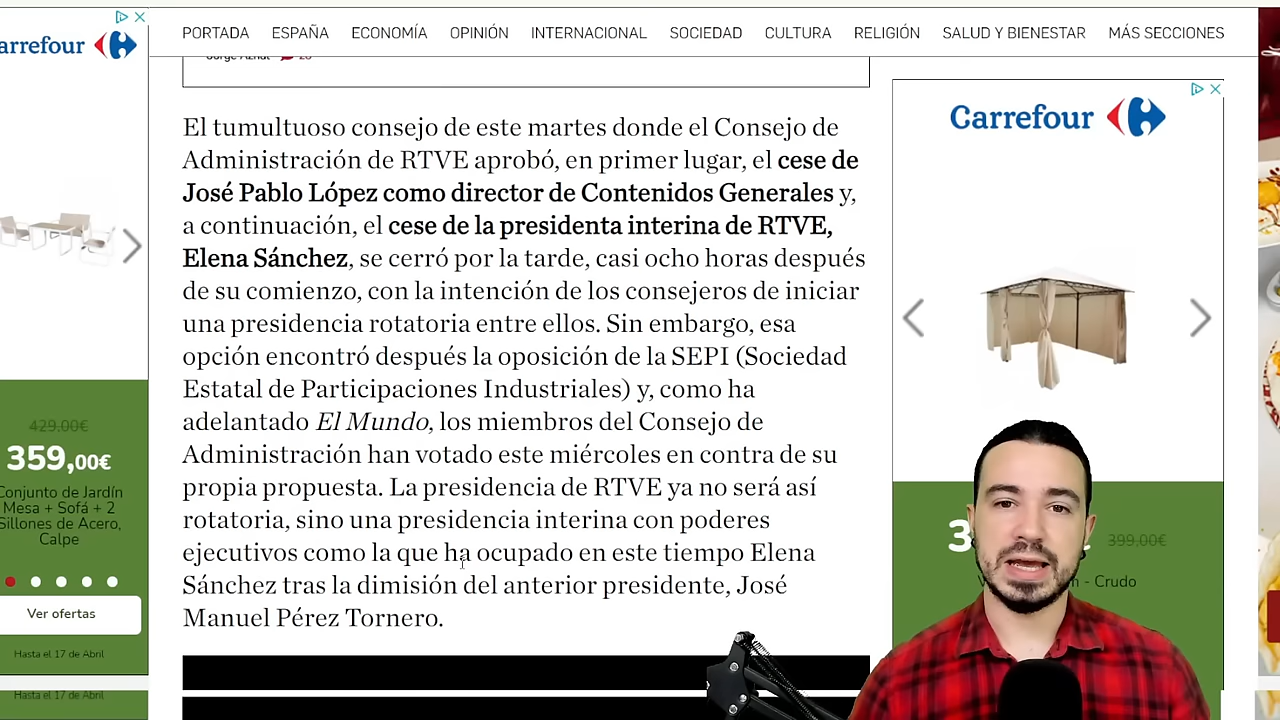 PORTADA ESPAÑA ECONOMÍA OPINIÓN INTERNACIONAL SOCIEDAD CULTURA RELIGIÓN SALUD Y BIENESTAR MÁS SECCIONES
Carrefour
El tumultuoso consejo de este martes donde el Consejo de
Administración de RTVE aprobó, en primer lugar, el cese de
José Pablo López como director de Contenidos Generales y,
a continuación, el cese de la presidenta interina de RTVE,
Elena Sánchez, se cerró por la tarde, casi ocho horas después
de su comienzo, con la intención de los consejeros de iniciar
una presidencia rotatoria entre ellos. Sin embargo, esa
opción encontró después la oposición de la SEPI (Sociedad
Estatal de Participaciones Industriales) y, como ha
adelantado El Mundo, los miembros del Consejo de
Administración han votado este miércoles en contra de su
propia propuesta. La presidencia de RTVE ya no será así
rotatoria, sino una presidencia interina con poderes
ejecutivos como la que ha ocupado en este tiempo Elena
Sánchez tras la dimisión del anterior presidente, José
Manuel Pérez Tornero.
arrefour
429,00€
359,00€
Conjunto de Jardín
Mesa + Sofá + 2
Sillones de Acero,
Calpe
Ver ofertas
Hasta el 17 de Abril
Hasta el 17 de Abril
3
399,00€
- Crudo